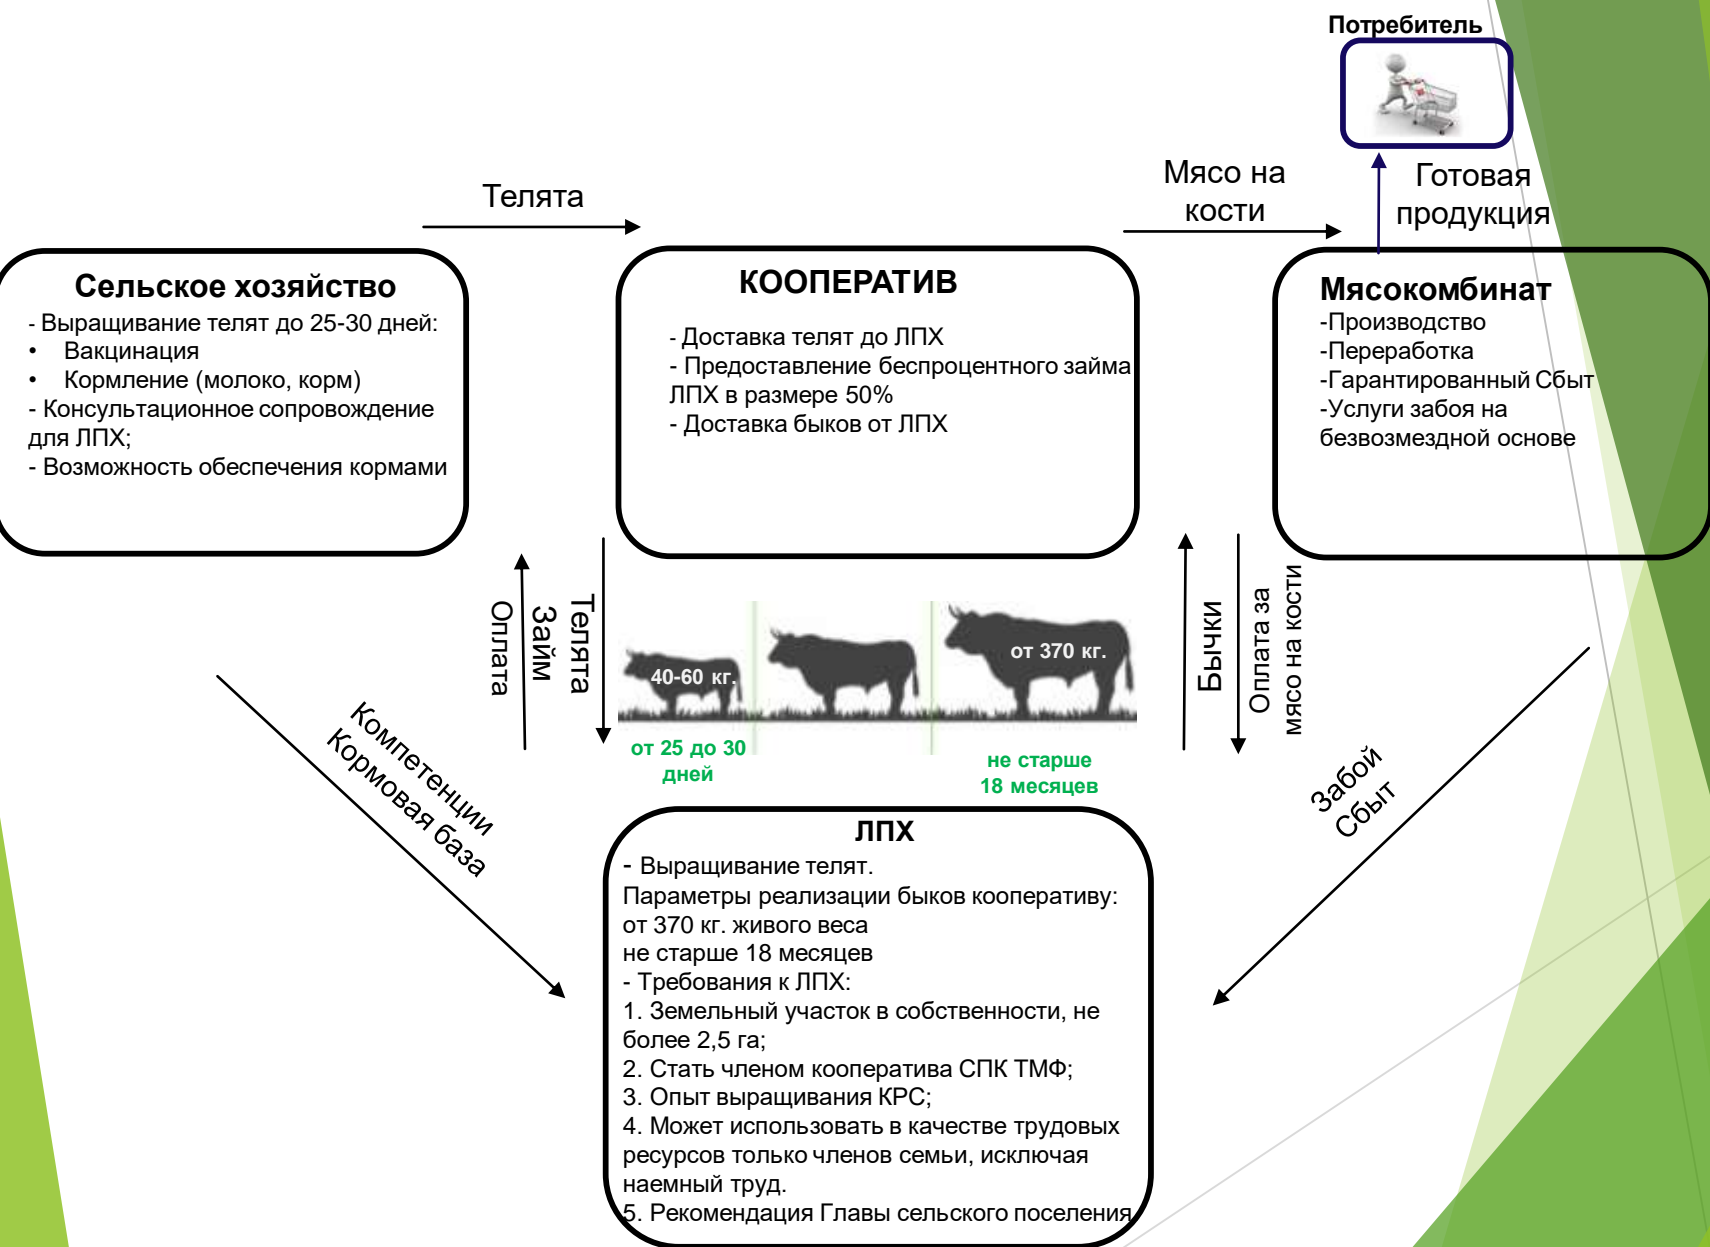 Потребитель
Готовая
продукция
Телята
Мясо на
кости
Сельское хозяйство
- Выращивание телят до 25-30 дней:
• Вакцинация
• Кормление (молоко, корм)
- Консультационное сопровождение
для ЛПХ;
- Возможность обеспечения кормами
КООПЕРАТИВ
- Доставка телят до ЛПХ
- Предоставление беспроцентного займа
ЛПХ в размере 50%
- Доставка быков от ЛПХ
Мясокомбинат
-Производство
-Переработка
-Гарантированный Сбыт
-Услуги забоя на
безвозмездной основе
Оплата
Займ
Телята
40-60 кг.
от 370 кг.
от 25 до 30
дней
не старше
18 месяцев
Бычки
Оплата за
мясо на кости
Компетенции
Кормовая база
Забой
Сбыт
ЛПХ
- Выращивание телят.
Параметры реализации быков кооперативу:
от 370 кг. живого веса
не старше 18 месяцев
- Требования к ЛПХ:
1. Земельный участок в собственности, не
более 2,5 га;
2. Стать членом кооператива СПК ТМФ;
3. Опыт выращивания КРС;
4. Может использовать в качестве трудовых
ресурсов только членов семьи, исключая
наемный труд.
5. Рекомендация Главы сельского поселения